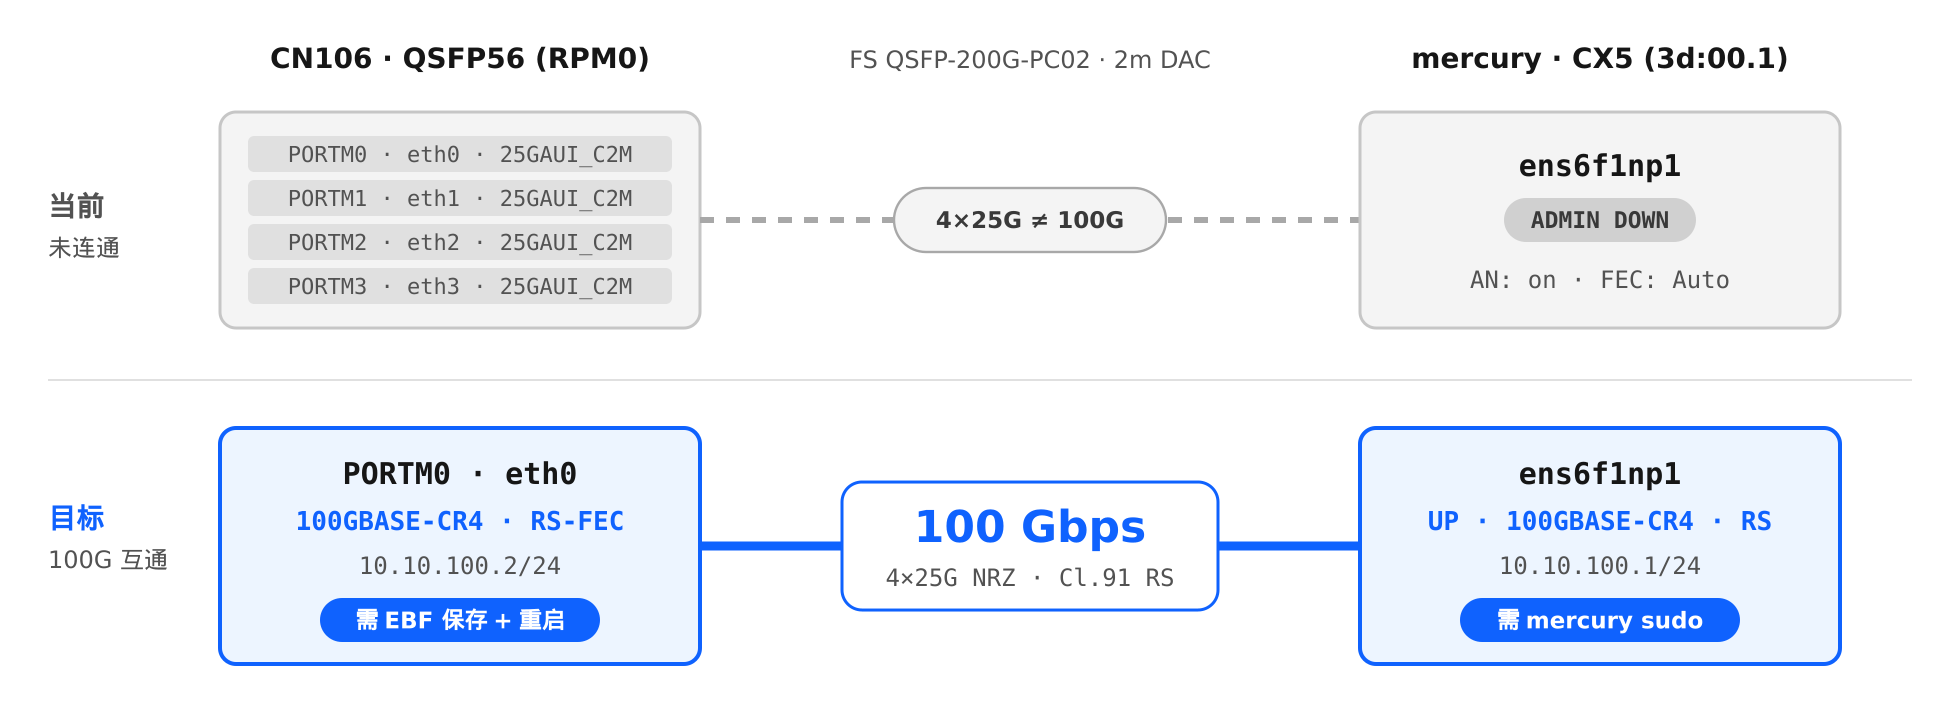 CN106 · QSFP56 (RPM0)
FS QSFP-200G-PC02 · 2m DAC
mercury · CX5 (3d:00.1)
当前
未连通
PORTM0 · eth0 · 25GAUI_C2M
PORTM1 · eth1 · 25GAUI_C2M
PORTM2 · eth2 · 25GAUI_C2M
PORTM3 · eth3 · 25GAUI_C2M
4×25G ≠ 100G
ens6f1np1
ADMIN DOWN
AN: on · FEC: Auto
目标
100G 互通
PORTM0 · eth0
100GBASE-CR4 · RS-FEC
10.10.100.2/24
需 EBF 保存 + 重启
100 Gbps
4×25G NRZ · Cl.91 RS
ens6f1np1
UP · 100GBASE-CR4 · RS
10.10.100.1/24
需 mercury sudo